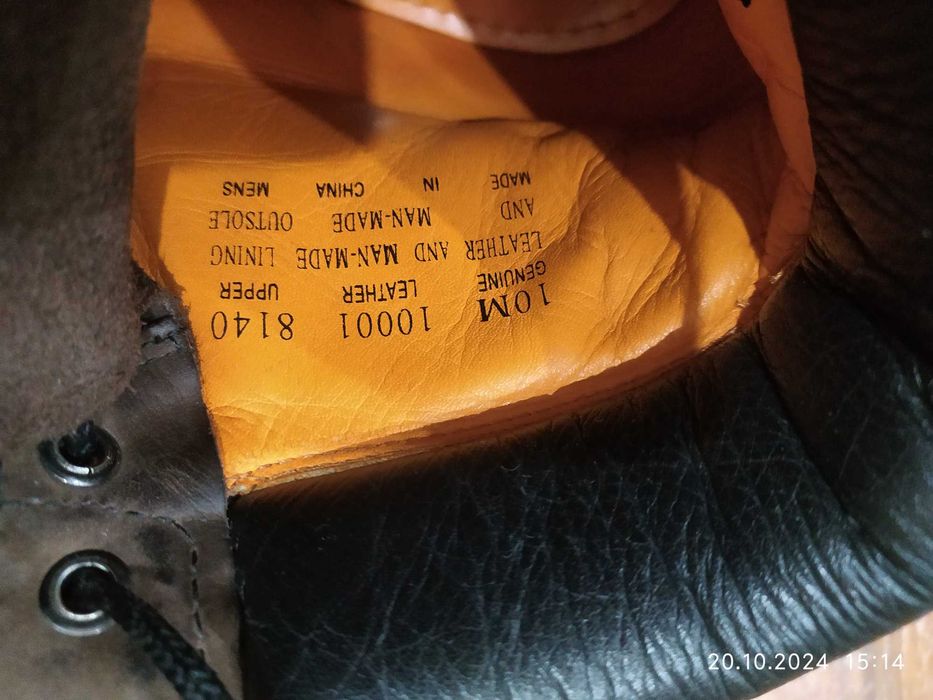 10M 10001 8140
GENUINE LEATHER UPPER
LEATHER AND MAN-MADE LINING
AND MAN-MADE OUTSOLE
MADE IN CHINA MENS
20.10.2024 15:14